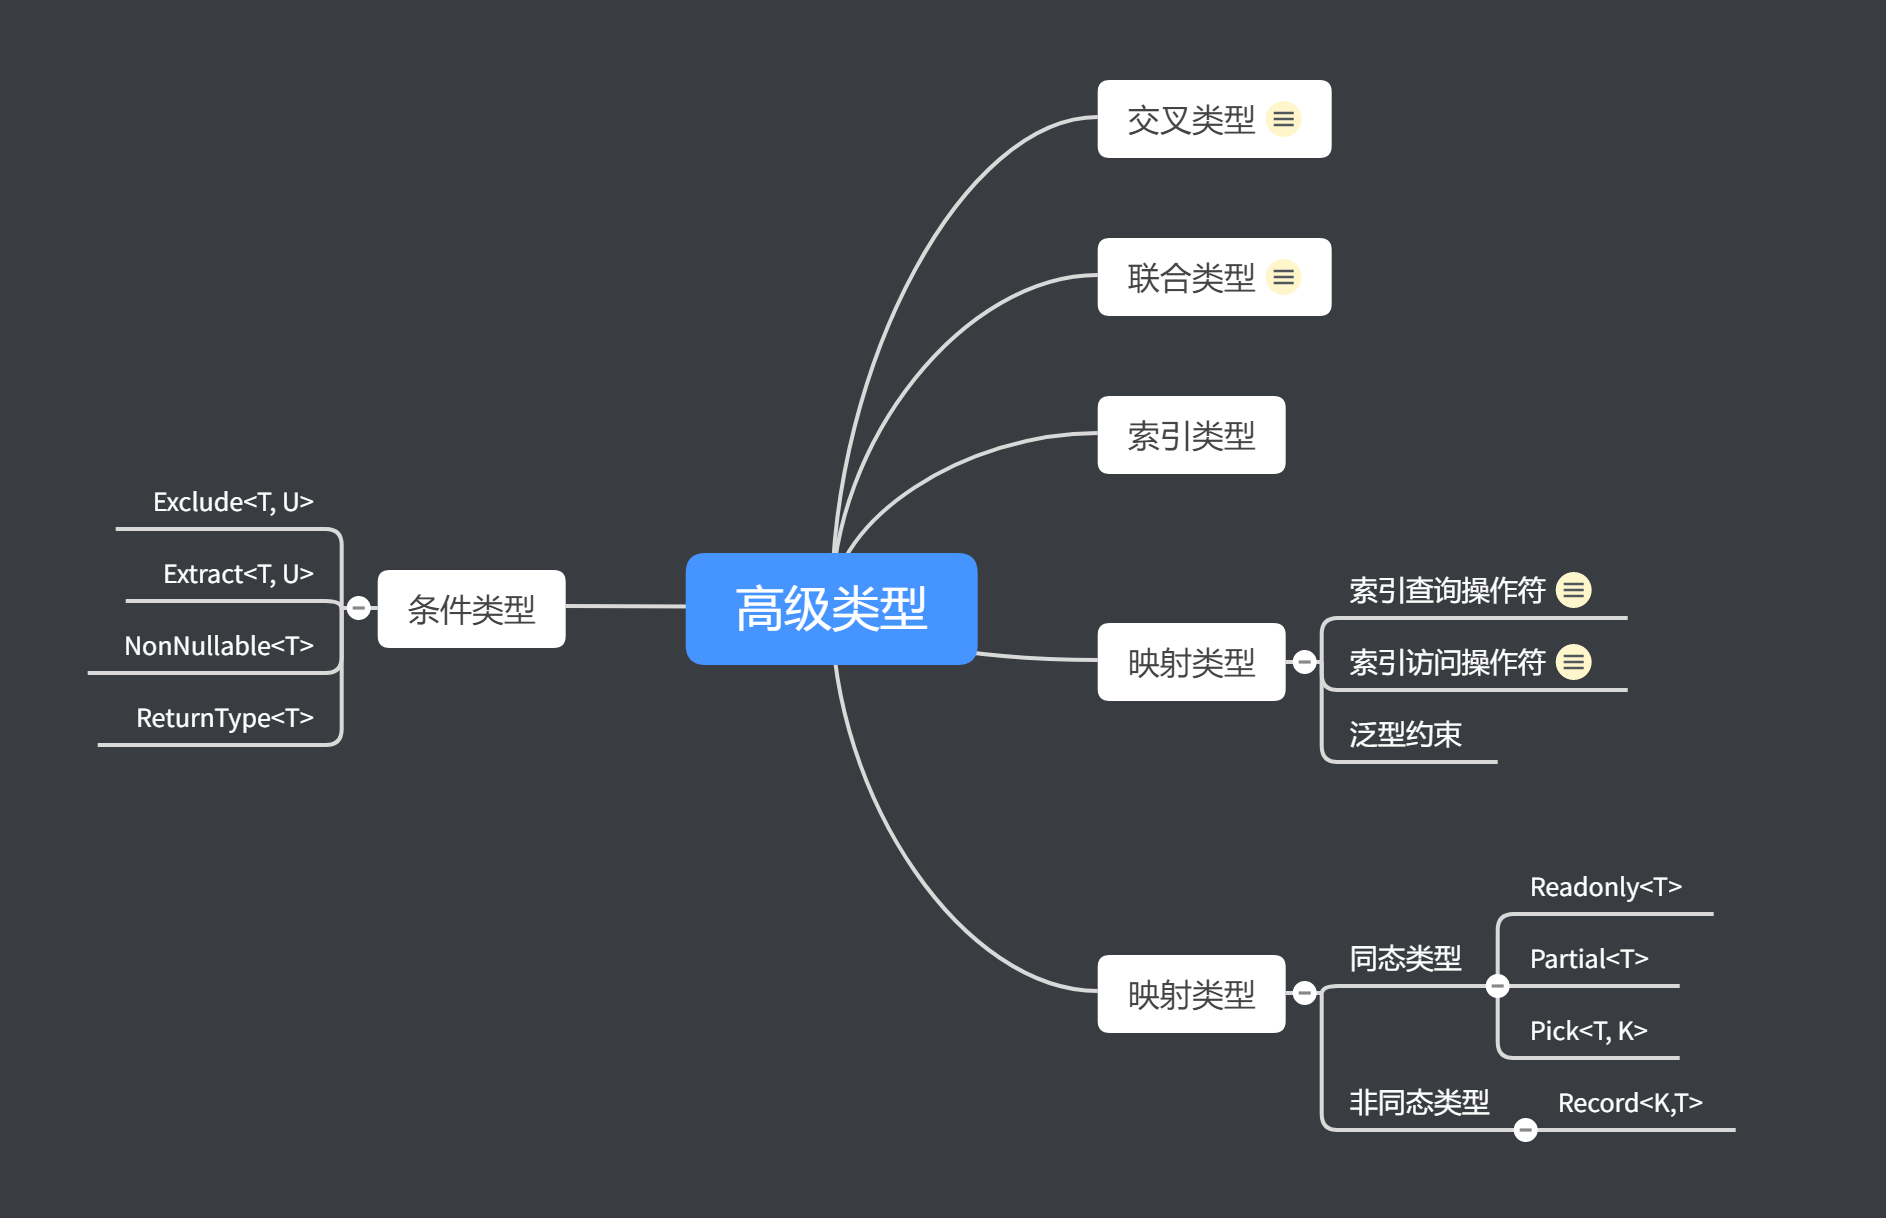 高级类型
交叉类型
联合类型
索引类型
映射类型
索引查询操作符
索引访问操作符
泛型约束
映射类型
同态类型
Readonly<T>
Partial<T>
Pick<T, K>
非同态类型
Record<K,T>
条件类型
Exclude<T, U>
Extract<T, U>
NonNullable<T>
ReturnType<T>